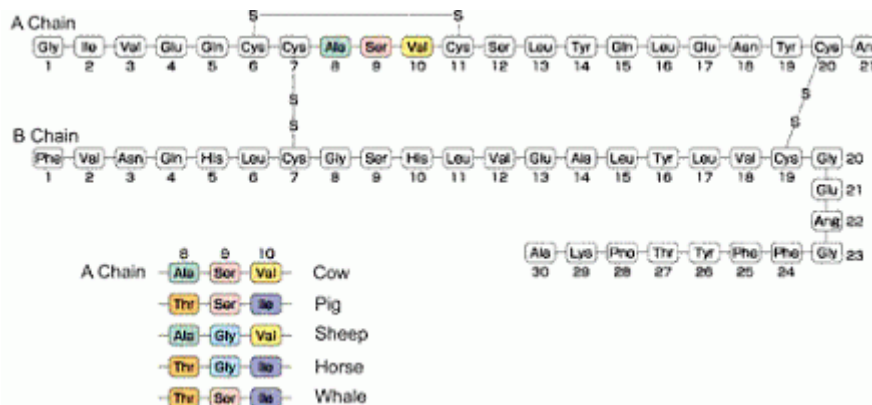 S S
A Chain
Gly Ile Val Glu Gln Cys Cys Ala Ser Val Cys Ser Leu Tyr Gln Leu Glu Asn Tyr Cys
1 2 3 4 5 6 7 8 9 10 11 12 13 14 15 16 17 18 19 20 21
S S
S S
B Chain
Phe Val Asn Gln His Leu Cys Gly Ser His Leu Val Glu Ala Leu Tyr Leu Val Cys Gly 20
1 2 3 4 5 6 7 8 9 10 11 12 13 14 15 16 17 18 19
Glu 21
Arg 22
Ala Lys Pro Thr Tyr Phe Phe Gly 23
30 29 28 27 26 25 24
8 9 10
A Chain Ala Ser Val Cow
Thr Ser Ile Pig
Ala Gly Val Sheep
Thr Gly Ile Horse
Thr Ser Ile Whale